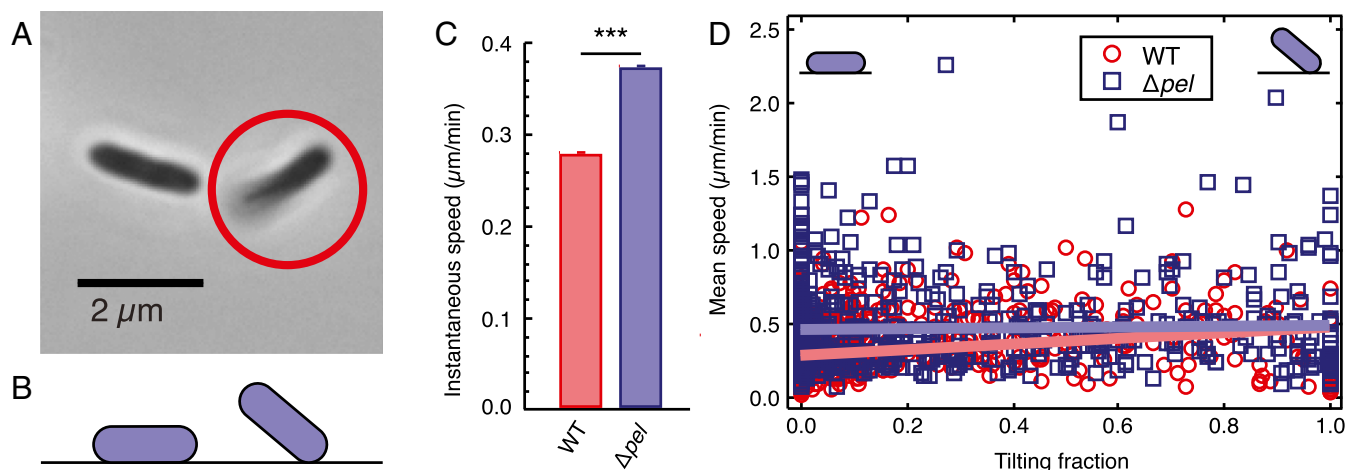 A
2 µm
B
C
Instantaneous speed (µm/min)
0.4
0.3
0.2
0.1
0.0
***
WT
Δpel
D
Mean speed (µm/min)
2.5
2.0
1.5
1.0
0.5
0.0
WT
Δpel
0.0 0.2 0.4 0.6 0.8 1.0
Tilting fraction